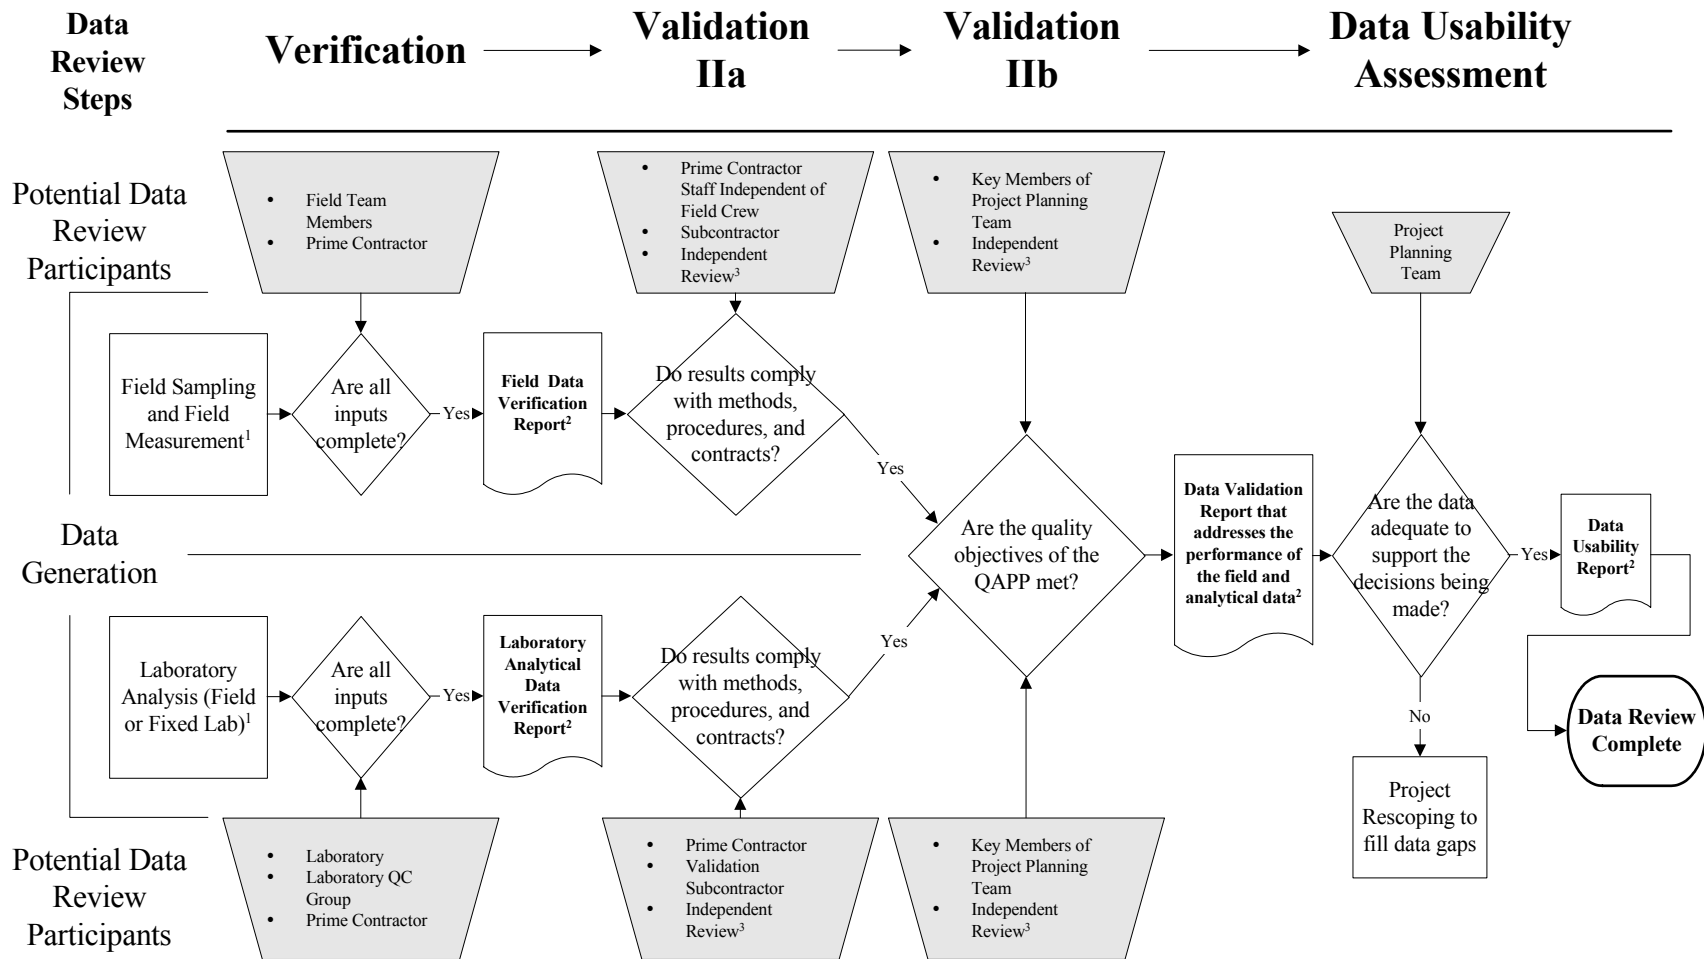 Data
Review
Steps
Verification
Validation
IIa
Validation
IIb
Data Usability
Assessment
Potential Data
Review
Participants
• Field Team
Members
• Prime Contractor
• Prime Contractor
Staff Independent of
Field Crew
• Subcontractor
• Independent
Review³
• Key Members of
Project Planning
Team
• Independent
Review³
Project
Planning
Team
Field Sampling
and Field
Measurement¹
Are all
inputs
complete?
Yes
Field Data
Verification
Report²
Do results comply
with methods,
procedures, and
contracts?
Yes
Data
Generation
Are the quality
objectives of the
QAPP met?
Data Validation
Report that
addresses the
performance of
the field and
analytical data²
Are the data
adequate to
support the
decisions being
made?
Yes
Data
Usability
Report²
Laboratory
Analysis (Field
or Fixed Lab)¹
Are all
inputs
complete?
Yes
Laboratory
Analytical
Data
Verification
Report²
Do results comply
with methods,
procedures, and
contracts?
Yes
No
Data Review
Complete
Project
Rescoping to
fill data gaps
Potential Data
Review
Participants
• Laboratory
• Laboratory QC
Group
• Prime Contractor
• Prime Contractor
• Validation
Subcontractor
• Independent
Review³
• Key Members of
Project Planning
Team
• Independent
Review³